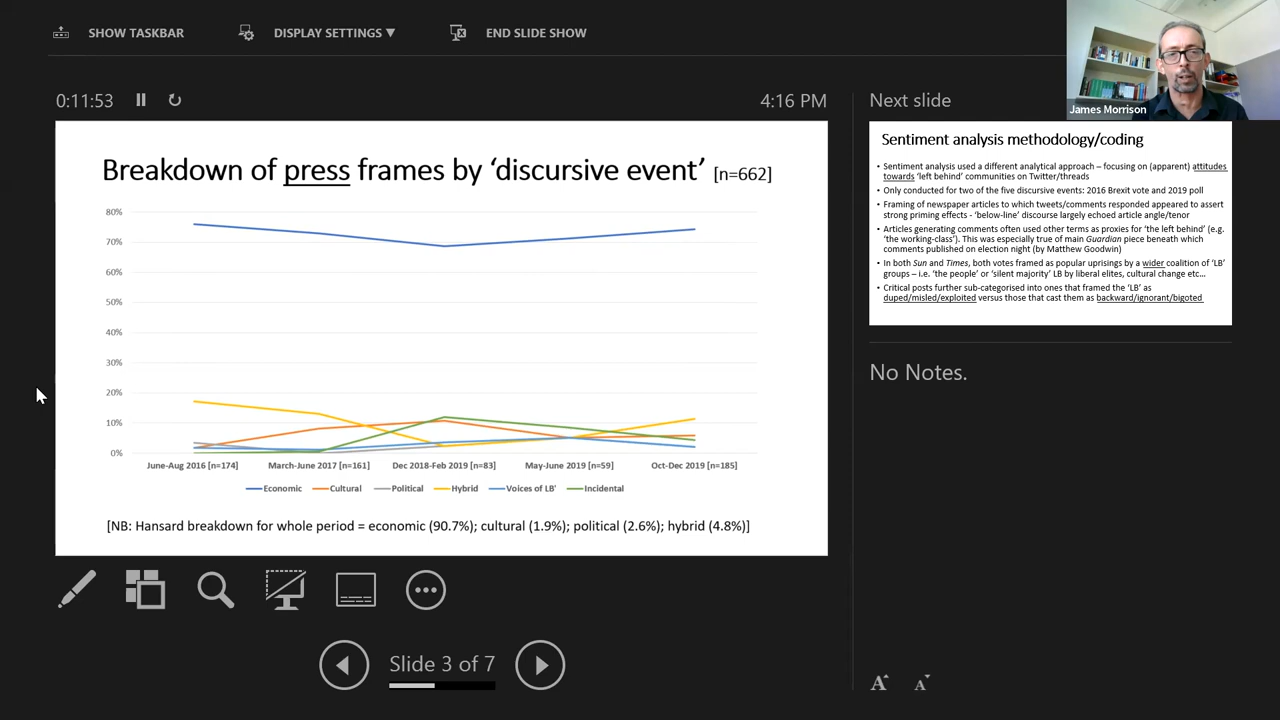 SHOW TASKBAR
DISPLAY SETTINGS ▼
END SLIDE SHOW
James Morrison
0:11:53
4:16 PM
Breakdown of press frames by ‘discursive event’ [n=662]
80%
70%
60%
50%
40%
30%
20%
10%
0%
June-Aug 2016 [n=174]
March-June 2017 [n=161]
Dec 2018-Feb 2019 [n=83]
May-June 2019 [n=59]
Oct-Dec 2019 [n=185]
Economic
Cultural
Political
Hybrid
Voices of LB'
Incidental
[NB: Hansard breakdown for whole period = economic (90.7%); cultural (1.9%); political (2.6%); hybrid (4.8%)]
Slide 3 of 7
Next slide
Sentiment analysis methodology/coding
• Sentiment analysis used a different analytical approach – focusing on (apparent) attitudes
towards ‘left behind’ communities on Twitter/threads
• Only conducted for two of the five discursive events: 2016 Brexit vote and 2019 poll
• Framing of newspaper articles to which tweets/comments responded appeared to assert
strong priming effects - ‘below-line’ discourse largely echoed article angle/tenor
• Articles generating comments often used other terms as proxies for ‘the left behind’ (e.g.
‘the working-class’). This was especially true of main Guardian piece beneath which
comments published on election night (by Matthew Goodwin)
• In both Sun and Times, both votes framed as popular uprisings by a wider coalition of ‘LB’
groups – i.e. ‘the people’ or ‘silent majority’ LB by liberal elites, cultural change etc…
• Critical posts further sub-categorised into ones that framed the ‘LB’ as
duped/misled/exploited versus those that cast them as backward/ignorant/bigoted
No Notes.
A A